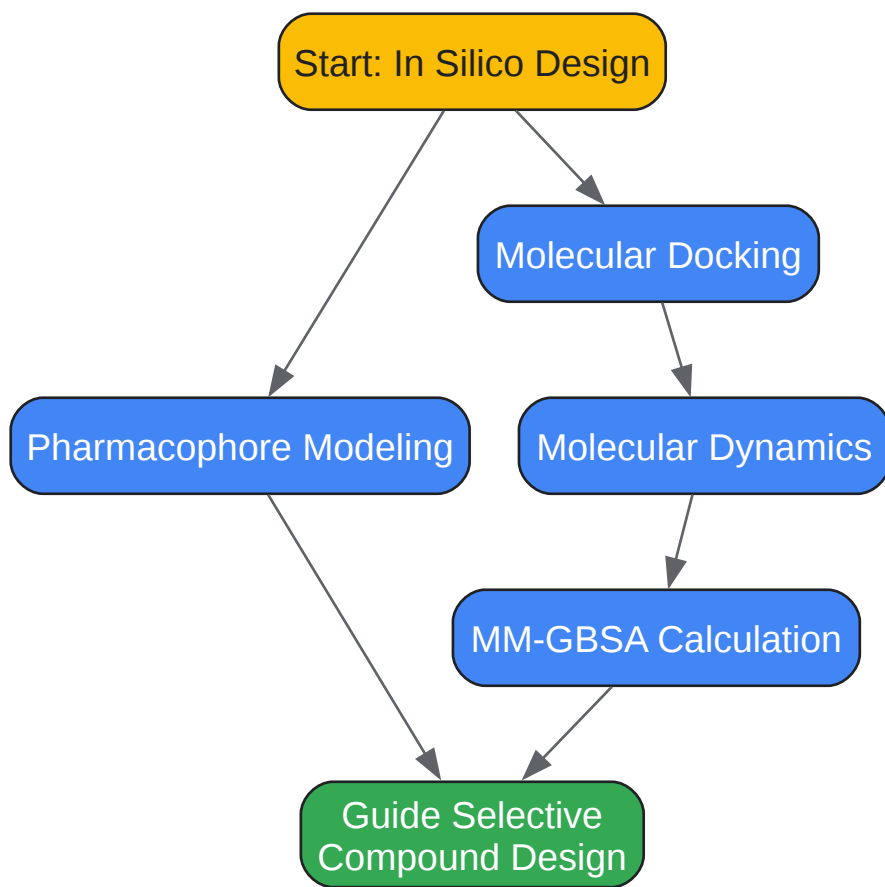 Start: In Silico Design
Molecular Docking
Pharmacophore Modeling
Molecular Dynamics
MM-GBSA Calculation
Guide Selective
Compound Design